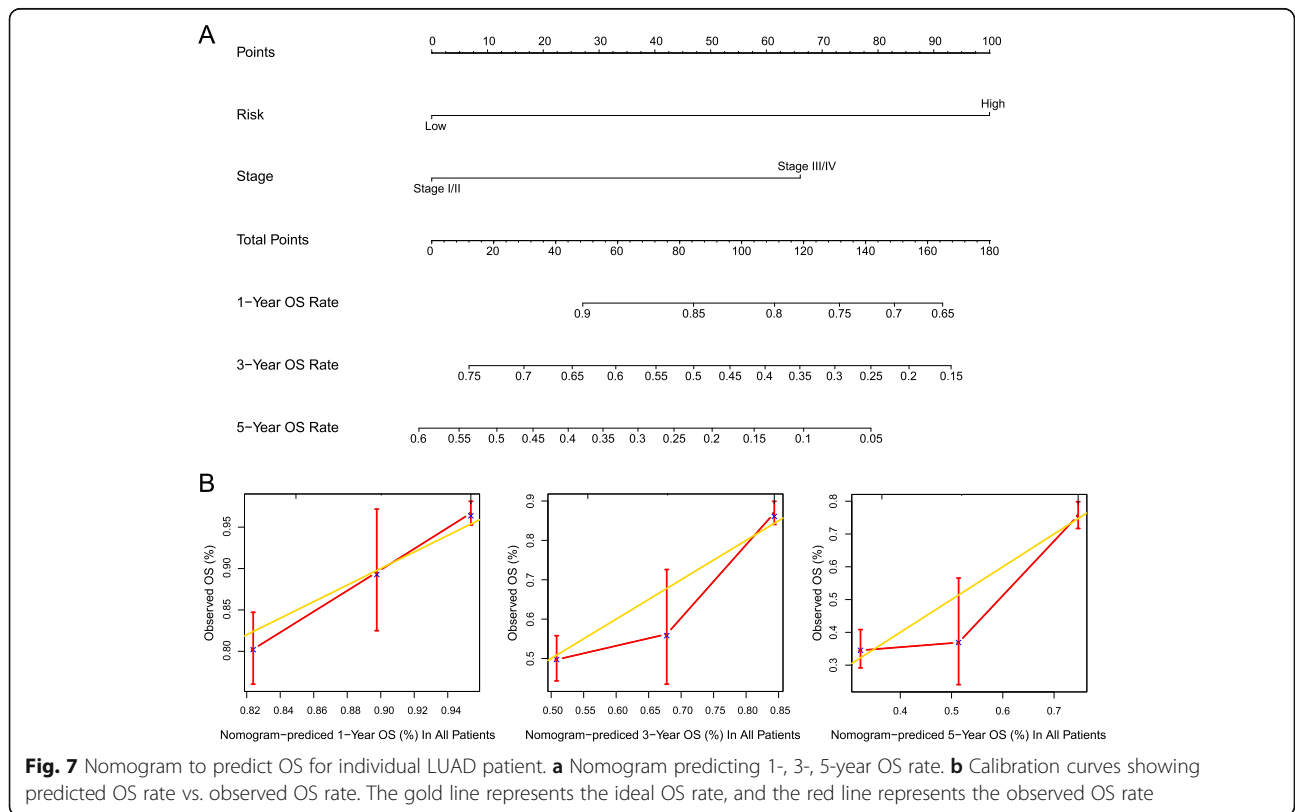 A
Points
0 10 20 30 40 50 60 70 80 90 100
Risk
Low
High
Stage
Stage I/II
Stage III/IV
Total Points
0 20 40 60 80 100 120 140 160 180
1−Year OS Rate
0.9 0.85 0.8 0.75 0.7 0.65
3−Year OS Rate
0.75 0.7 0.65 0.6 0.55 0.5 0.45 0.4 0.35 0.3 0.25 0.2 0.15
5−Year OS Rate
0.6 0.55 0.5 0.45 0.4 0.35 0.3 0.25 0.2 0.15 0.1 0.05
B
Observed OS (%)
0.80 0.85 0.90 0.95
0.82 0.84 0.86 0.88 0.90 0.92 0.94
Nomogram−prediced 1−Year OS (%) In All Patients
Observed OS (%)
0.5 0.6 0.7 0.8 0.9
0.50 0.55 0.60 0.65 0.70 0.75 0.80 0.85
Nomogram−prediced 3−Year OS (%) In All Patients
Observed OS (%)
0.3 0.4 0.5 0.6 0.7 0.8
0.4 0.5 0.6 0.7
Nomogram−prediced 5−Year OS (%) In All Patients
Fig. 7 Nomogram to predict OS for individual LUAD patient. a Nomogram predicting 1-, 3-, 5-year OS rate. b Calibration curves showing
predicted OS rate vs. observed OS rate. The gold line represents the ideal OS rate, and the red line represents the observed OS rate